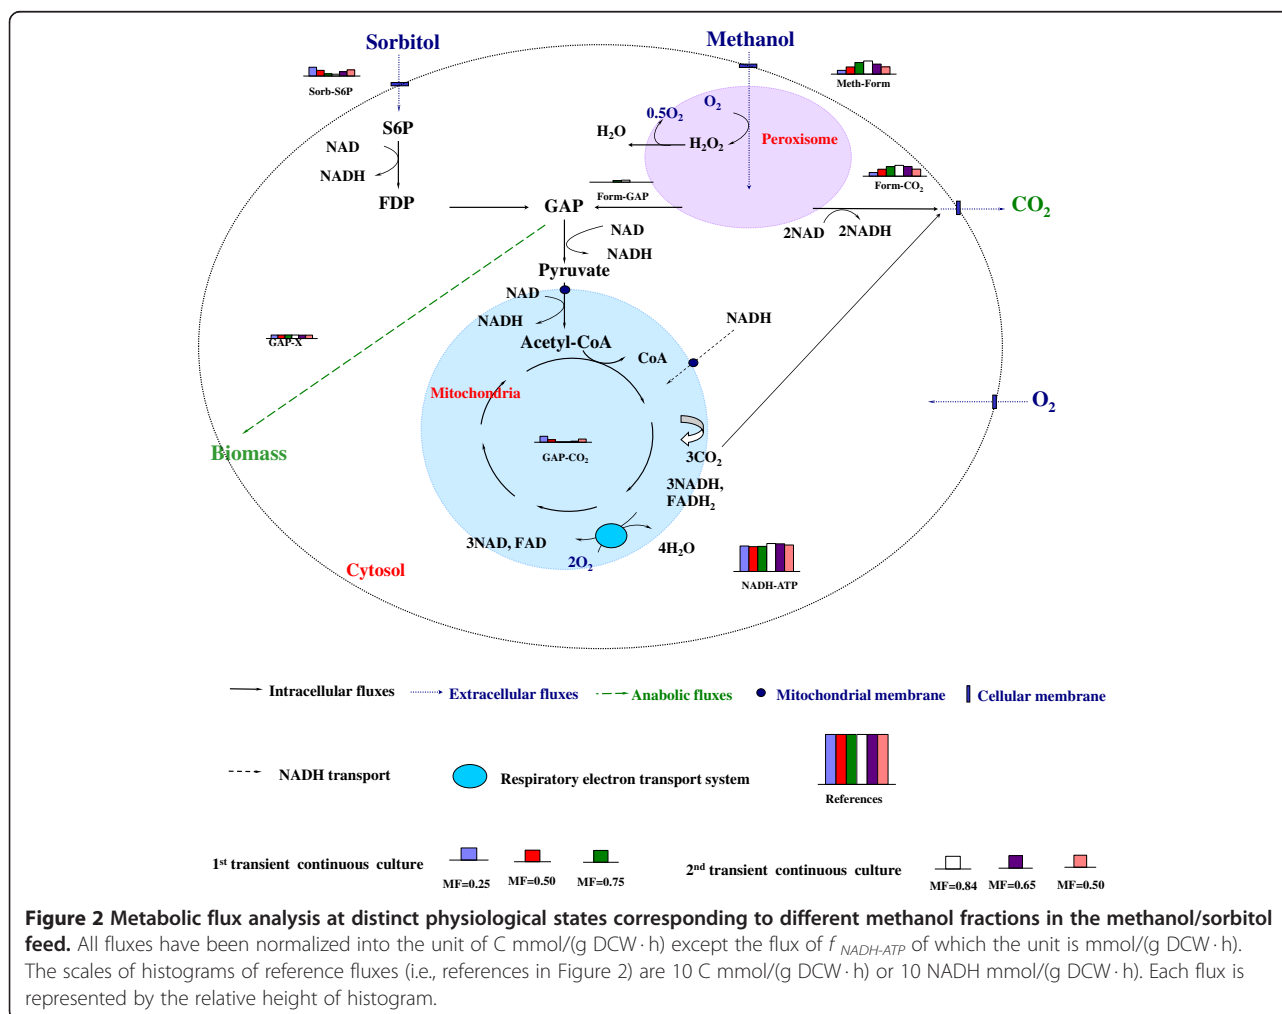 Sorbitol
Methanol
Sorb-S6P
Meth-Form
O2
0.5O2
H2O
H2O2
Peroxisome
S6P
NAD
NADH
FDP
Form-GAP
GAP
Form-CO2
CO2
2NAD
2NADH
NAD
NADH
Pyruvate
NAD
NADH
NADH
Acetyl-CoA
CoA
GAP-X
Mitochondria
O2
Biomass
GAP-CO2
3CO2
3NADH,
FADH2
3NAD, FAD
2O2
4H2O
Cytosol
NADH-ATP
Intracellular fluxes
Extracellular fluxes
Anabolic fluxes
Mitochondrial membrane
Cellular membrane
NADH transport
Respiratory electron transport system
References
1st transient continuous culture
MF=0.25
MF=0.50
MF=0.75
2nd transient continuous culture
MF=0.84
MF=0.65
MF=0.50
Figure 2 Metabolic flux analysis at distinct physiological states corresponding to different methanol fractions in the methanol/sorbitol
feed. All fluxes have been normalized into the unit of C mmol/(g DCW · h) except the flux of f NADH-ATP of which the unit is mmol/(g DCW · h).
The scales of histograms of reference fluxes (i.e., references in Figure 2) are 10 C mmol/(g DCW · h) or 10 NADH mmol/(g DCW · h). Each flux is
represented by the relative height of histogram.